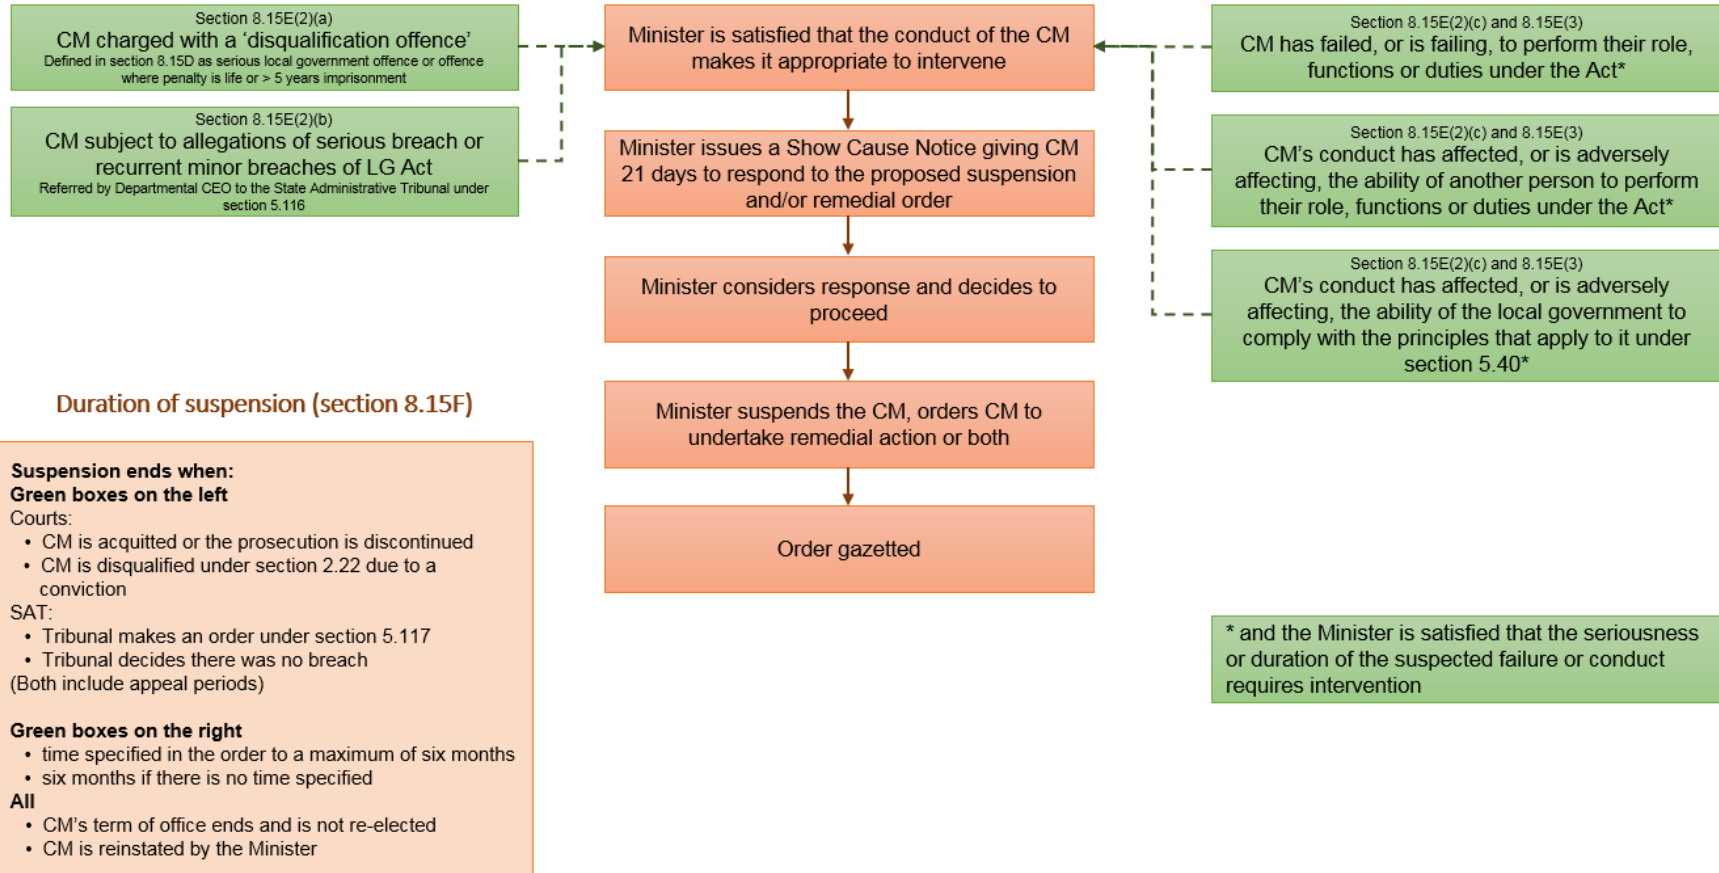 Section 8.15E(2)(a)
CM charged with a ‘disqualification offence’
Defined in section 8.15D as serious local government offence or offence
where penalty is life or > 5 years imprisonment
Section 8.15E(2)(b)
CM subject to allegations of serious breach or
recurrent minor breaches of LG Act
Referred by Departmental CEO to the State Administrative Tribunal under
section 5.116
Minister is satisfied that the conduct of the CM
makes it appropriate to intervene
Minister issues a Show Cause Notice giving CM
21 days to respond to the proposed suspension
and/or remedial order
Minister considers response and decides to
proceed
Minister suspends the CM, orders CM to
undertake remedial action or both
Order gazetted
Section 8.15E(2)(c) and 8.15E(3)
CM has failed, or is failing, to perform their role,
functions or duties under the Act*
Section 8.15E(2)(c) and 8.15E(3)
CM’s conduct has affected, or is adversely
affecting, the ability of another person to perform
their role, functions or duties under the Act*
Section 8.15E(2)(c) and 8.15E(3)
CM’s conduct has affected, or is adversely
affecting, the ability of the local government to
comply with the principles that apply to it under
section 5.40*
* and the Minister is satisfied that the seriousness
or duration of the suspected failure or conduct
requires intervention
Duration of suspension (section 8.15F)
Suspension ends when:
Green boxes on the left
Courts:
• CM is acquitted or the prosecution is discontinued
• CM is disqualified under section 2.22 due to a
conviction
SAT:
• Tribunal makes an order under section 5.117
• Tribunal decides there was no breach
(Both include appeal periods)
Green boxes on the right
• time specified in the order to a maximum of six months
• six months if there is no time specified
All
• CM’s term of office ends and is not re-elected
• CM is reinstated by the Minister